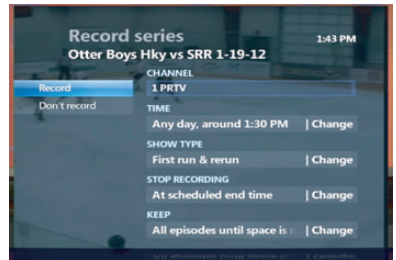 Record series
1:43 PM
Otter Boys Hky vs SRR 1-19-12
CHANNEL
Record
1 PRTV
Don't record
TIME
Any day, around 1:30 PM | Change
SHOW TYPE
First run & rerun | Change
STOP RECORDING
At scheduled end time | Change
KEEP
All episodes until space is | Change